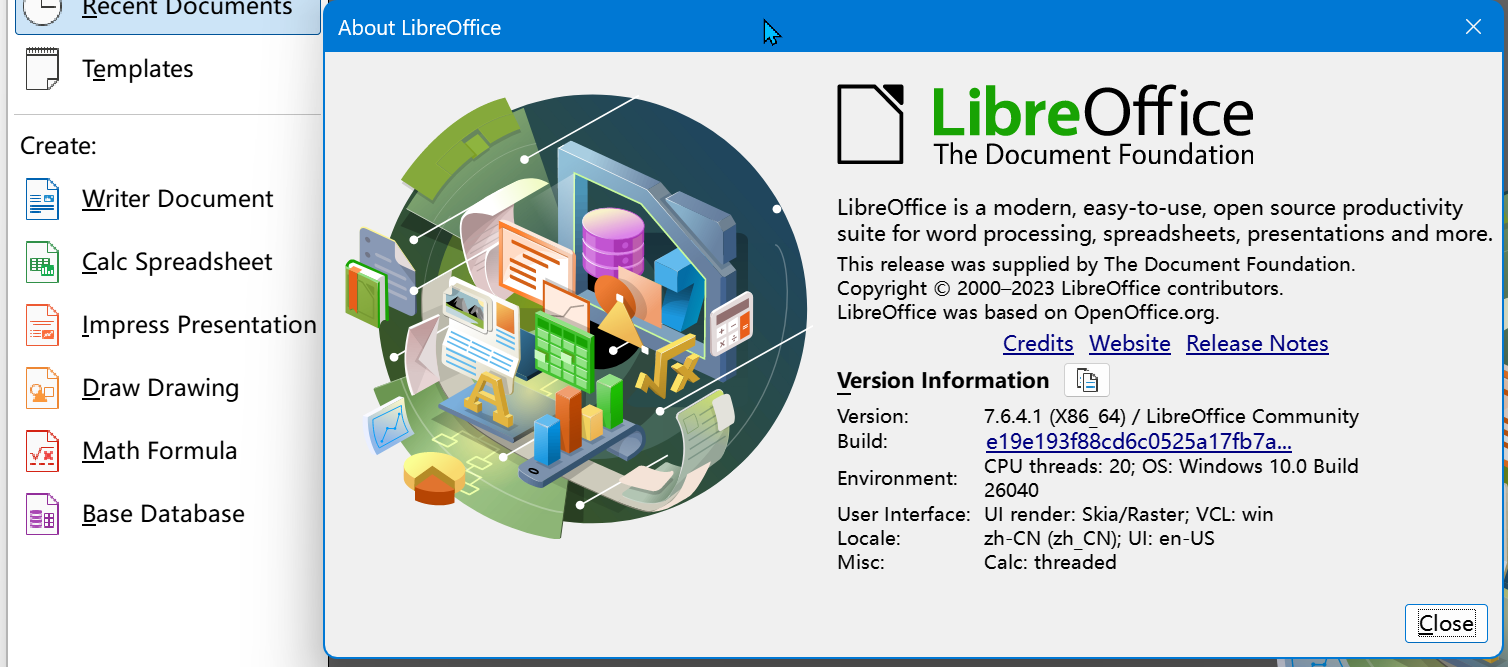 Recent Documents
Templates
Create:
Writer Document
Calc Spreadsheet
Impress Presentation
Draw Drawing
Math Formula
Base Database
About LibreOffice
LibreOffice
The Document Foundation
LibreOffice is a modern, easy-to-use, open source productivity
suite for word processing, spreadsheets, presentations and more.
This release was supplied by The Document Foundation.
Copyright © 2000–2023 LibreOffice contributors.
LibreOffice was based on OpenOffice.org.
Credits Website Release Notes
Version Information
Version: 7.6.4.1 (X86_64) / LibreOffice Community
Build: e19e193f88cd6c0525a17fb7a...
Environment: CPU threads: 20; OS: Windows 10.0 Build
26040
User Interface: UI render: Skia/Raster; VCL: win
Locale: zh-CN (zh_CN); UI: en-US
Misc: Calc: threaded
Close